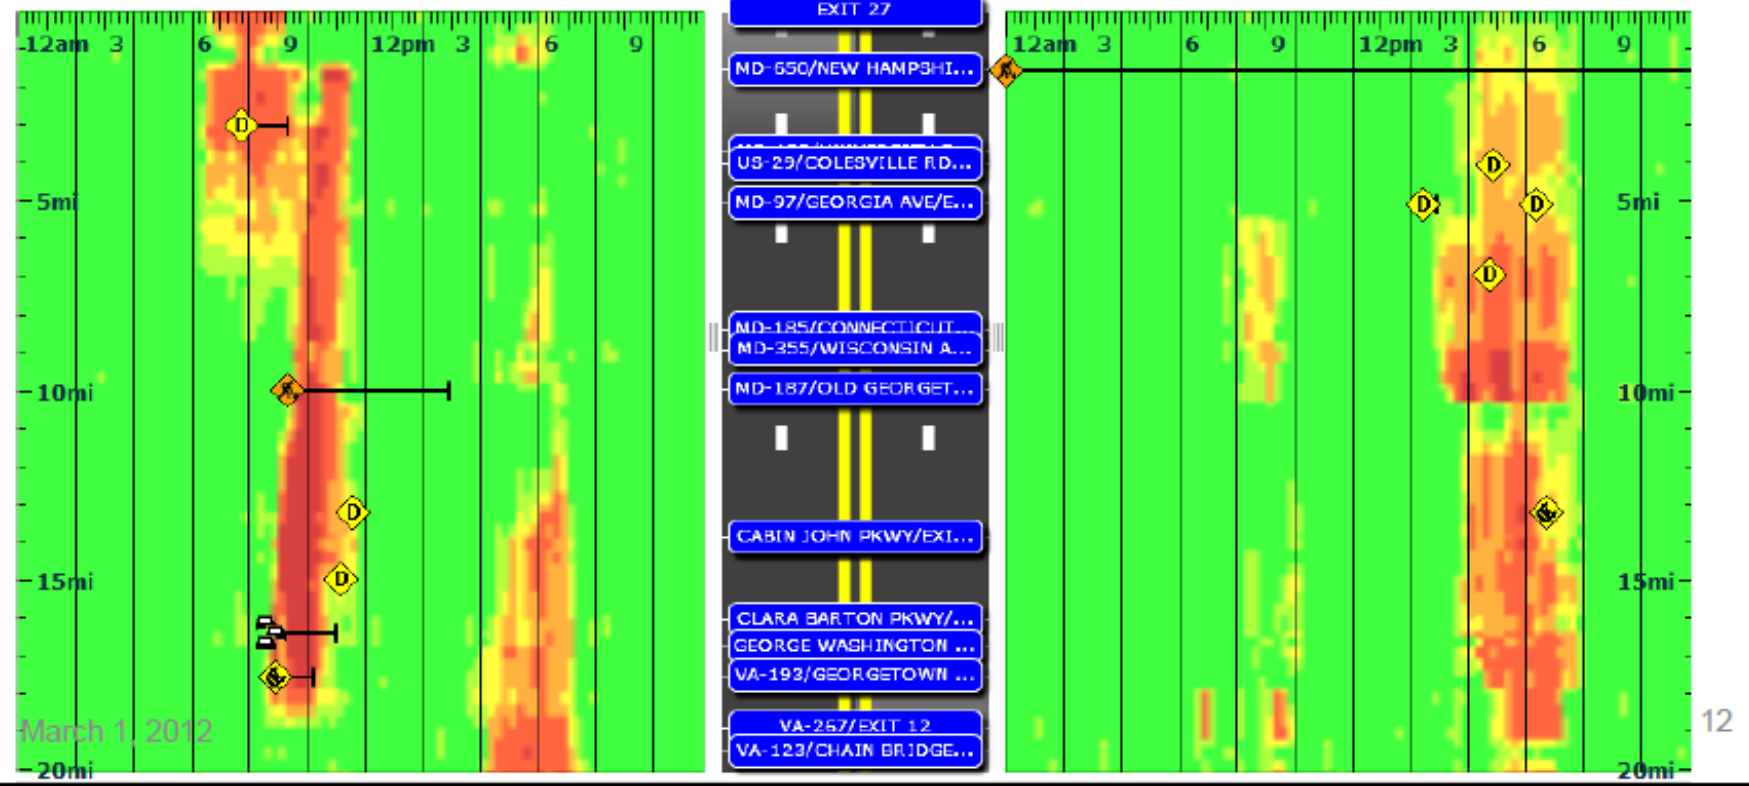 EXIT 27
12am 3 6 9 12pm 3 6 9
12am 3 6 9 12pm 3 6 9
MD-650/NEW HAMPSHI...
D
US-29/COLESVILLE RD...
D
5mi
MD-97/GEORGIA AVE/E...
D
D
5mi
D
MD-185/CONNECTICUT...
MD-355/WISCONSIN A...
10mi
MD-187/OLD GEORGET...
10mi
D
CABIN JOHN PKWY/EXI...
D
15mi
15mi
CLARA BARTON PKWY/...
GEORGE WASHINGTON ...
VA-193/GEORGETOWN ...
March 1, 2012
VA-267/EXIT 12
12
VA-123/CHAIN BRIDGE...
20mi
20mi